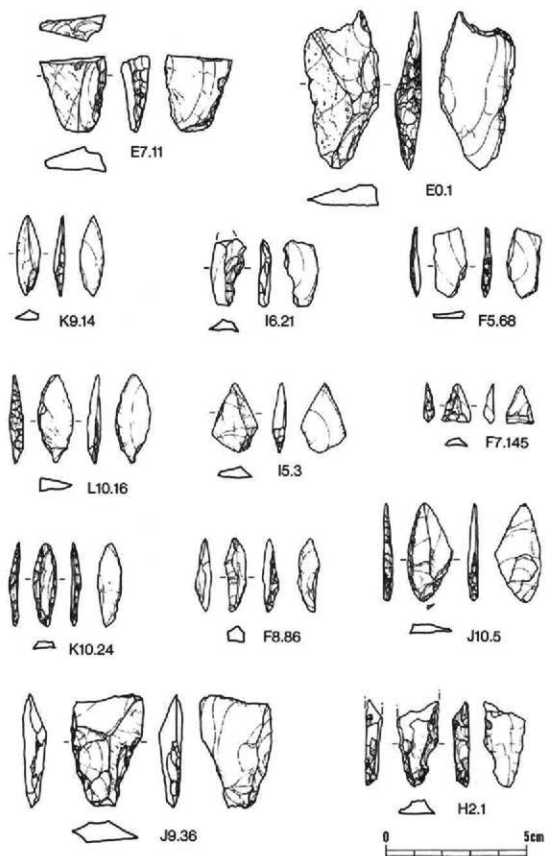 E7.11
E0.1
K9.14
I6.21
F5.68
L10.16
I5.3
F7.145
K10.24
F8.86
J10.5
J9.36
H2.1
0 5cm